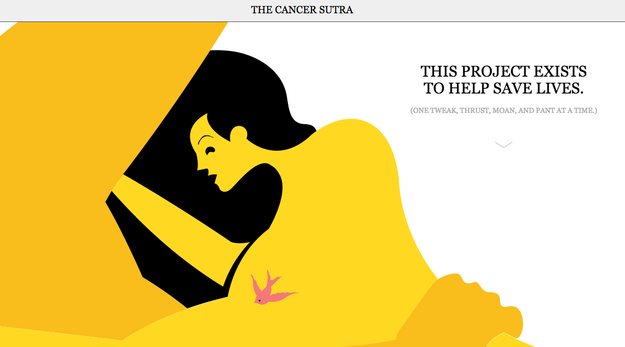 THE CANCER SUTRA
THIS PROJECT EXISTS
TO HELP SAVE LIVES.
(ONE TWEAK, THRUST, MOAN, AND PANT AT A TIME.)